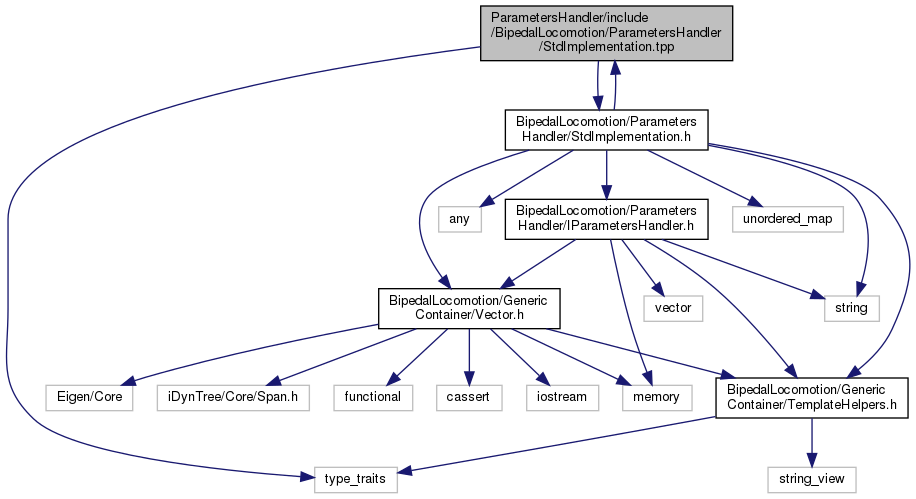 ParametersHandler/include
/BipedalLocomotion/ParametersHandler
/StdImplementation.tpp
BipedalLocomotion/Parameters
Handler/StdImplementation.h
any
BipedalLocomotion/Parameters
Handler/IParametersHandler.h
unordered_map
BipedalLocomotion/Generic
Container/Vector.h
vector
string
Eigen/Core
iDynTree/Core/Span.h
functional
cassert
iostream
memory
BipedalLocomotion/Generic
Container/TemplateHelpers.h
type_traits
string_view